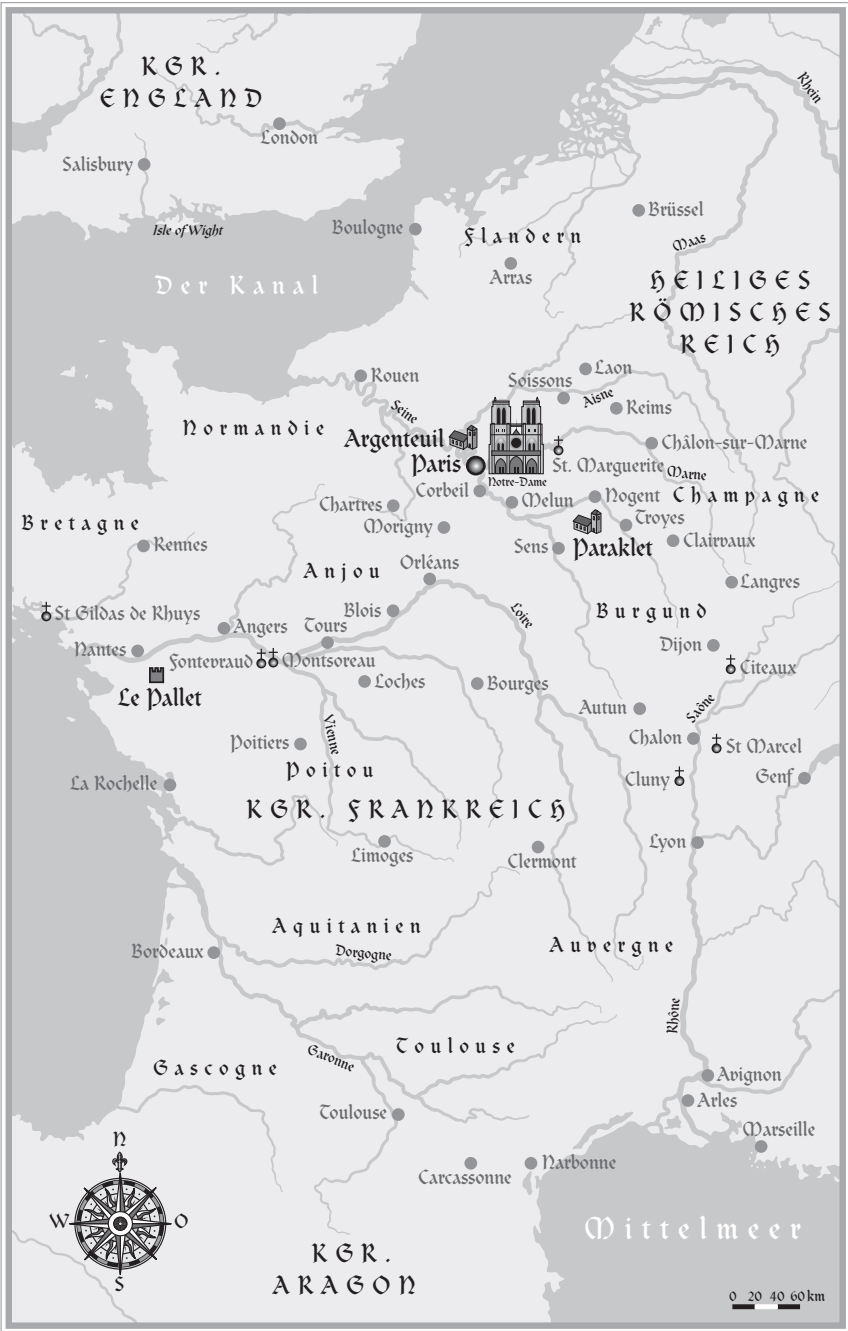 KGR.
ENGLAND
Rhein
London
Salisbury
Brüssel
Isle of Wight
Boulogne
Flandern
Maas
Arras
Der Kanal
HEILIGES
RÖMISCHES
REICH
Rouen
Laon
Soissons
Aisne
Reims
Seine
Normandie
Argenteuil
Châlon-sur-Marne
Paris
St. Marguerite
Marne
Notre-Dame
Corbeil
Melun
Nogent
Champagne
Chartres
Troyes
Bretagne
Morigny
Rennes
Sens
Paraklet
Clairvaux
Orléans
Anjou
Langres
St Gildas de Rhuys
Blois
Loire
Burgund
Angers
Tours
Nantes
Dijon
Fontevraud
Montsoreau
Citeaux
Le Pallet
Loches
Bourges
Autun
Saône
Vienne
Poitiers
Chalon
St Marcel
Poitou
La Rochelle
Cluny
Genf
KGR. FRANKREICH
Limoges
Clermont
Lyon
Aquitanien
Dorgogne
Auvergne
Bordeaux
Rhône
Garonne
Toulouse
Gascogne
Avignon
Arles
Toulouse
Marseille
N
Carcassonne
Narbonne
W
O
Mittelmeer
S
KGR.
ARAGON
0 20 40 60 km